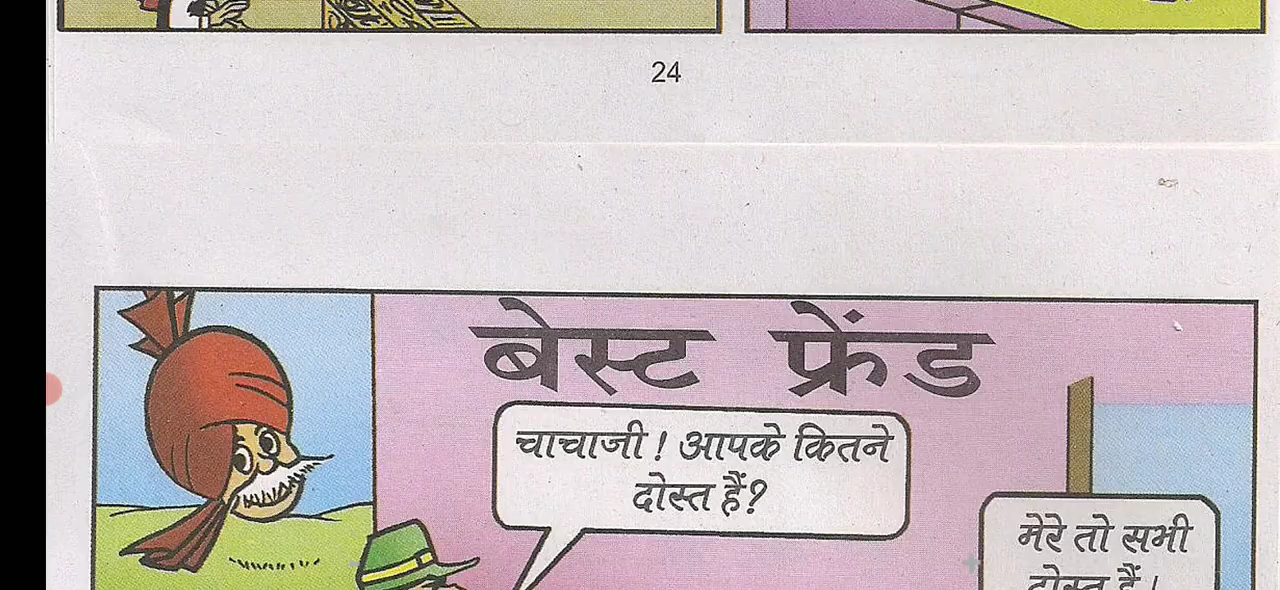 24
बेस्ट फ्रेंड
चाचाजी! आपके कितने
दोस्त हैं?
मेरे तो सभी
दोस्त हैं!